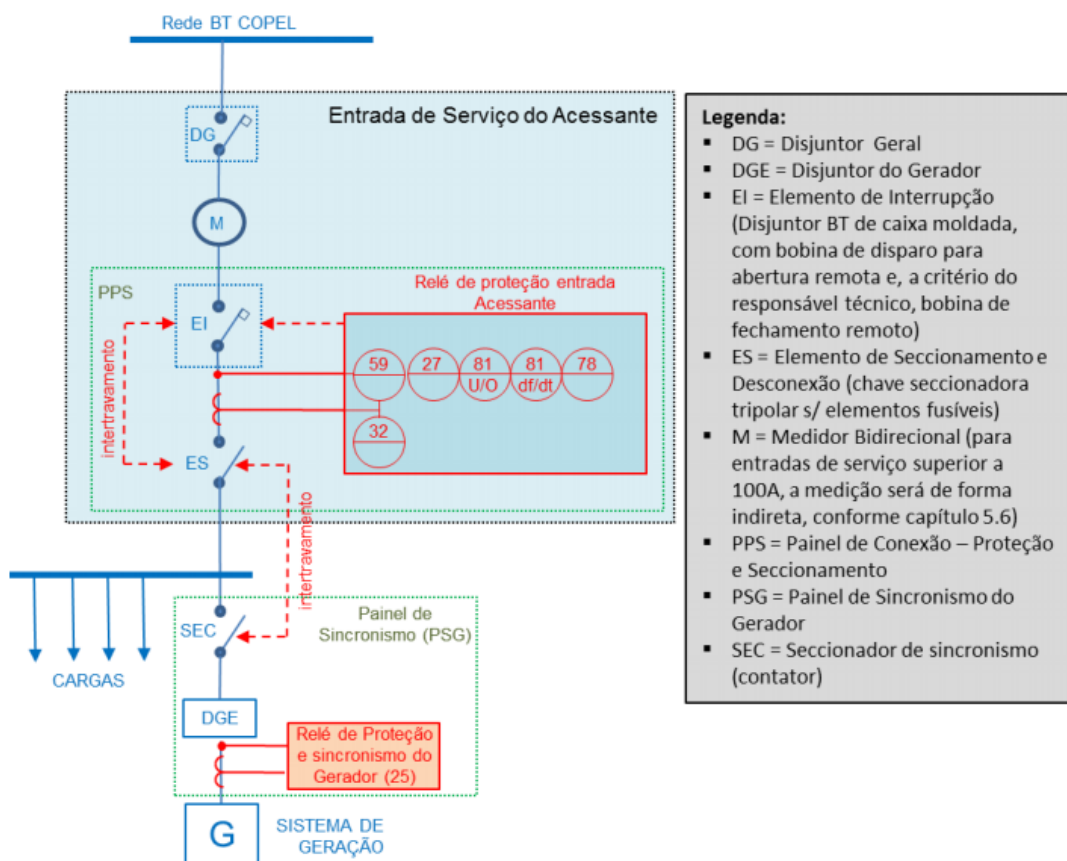 Rede BT COPEL
Entrada de Serviço do Acessante
DG
M
PPS
Relé de proteção entrada
Acessante
EI
intertravamento
59
27
81
U/O
81
df/dt
78
32
ES
intertravamento
CARGAS
SEC
Painel de
Sincronismo (PSG)
DGE
Relé de Proteção
e sincronismo do
Gerador (25)
G
SISTEMA DE
GERAÇÃO
Legenda:
▪ DG = Disjuntor Geral
▪ DGE = Disjuntor do Gerador
▪ EI = Elemento de Interrupção
(Disjuntor BT de caixa moldada,
com bobina de disparo para
abertura remota e, a critério do
responsável técnico, bobina de
fechamento remoto)
▪ ES = Elemento de Seccionamento e
Desconexão (chave seccionadora
tripolar s/ elementos fusíveis)
▪ M = Medidor Bidirecional (para
entradas de serviço superior a
100A, a medição será de forma
indireta, conforme capítulo 5.6)
▪ PPS = Painel de Conexão – Proteção
e Seccionamento
▪ PSG = Painel de Sincronismo do
Gerador
▪ SEC = Seccionador de sincronismo
(contator)